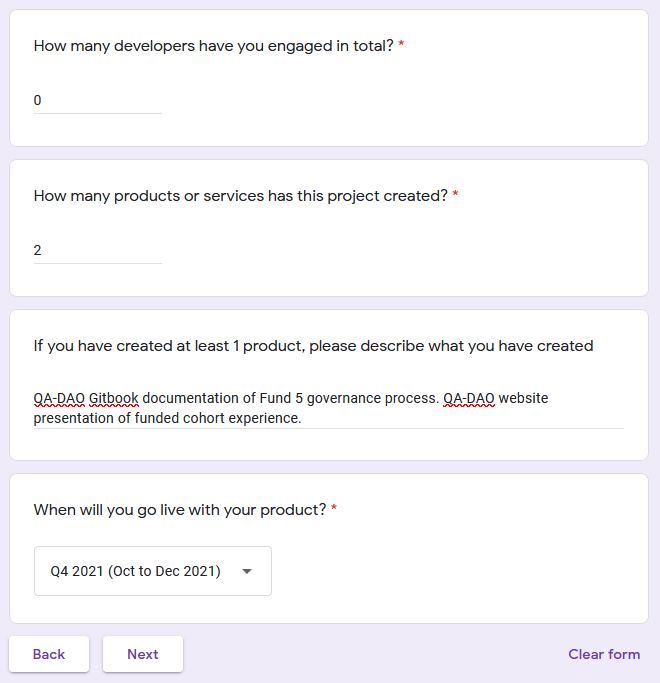 How many developers have you engaged in total? *
0
How many products or services has this project created? *
2
If you have created at least 1 product, please describe what you have created
QA-DAO Gitbook documentation of Fund 5 governance process. QA-DAO website
presentation of funded cohort experience.
When will you go live with your product? *
Q4 2021 (Oct to Dec 2021)
Back Next Clear form